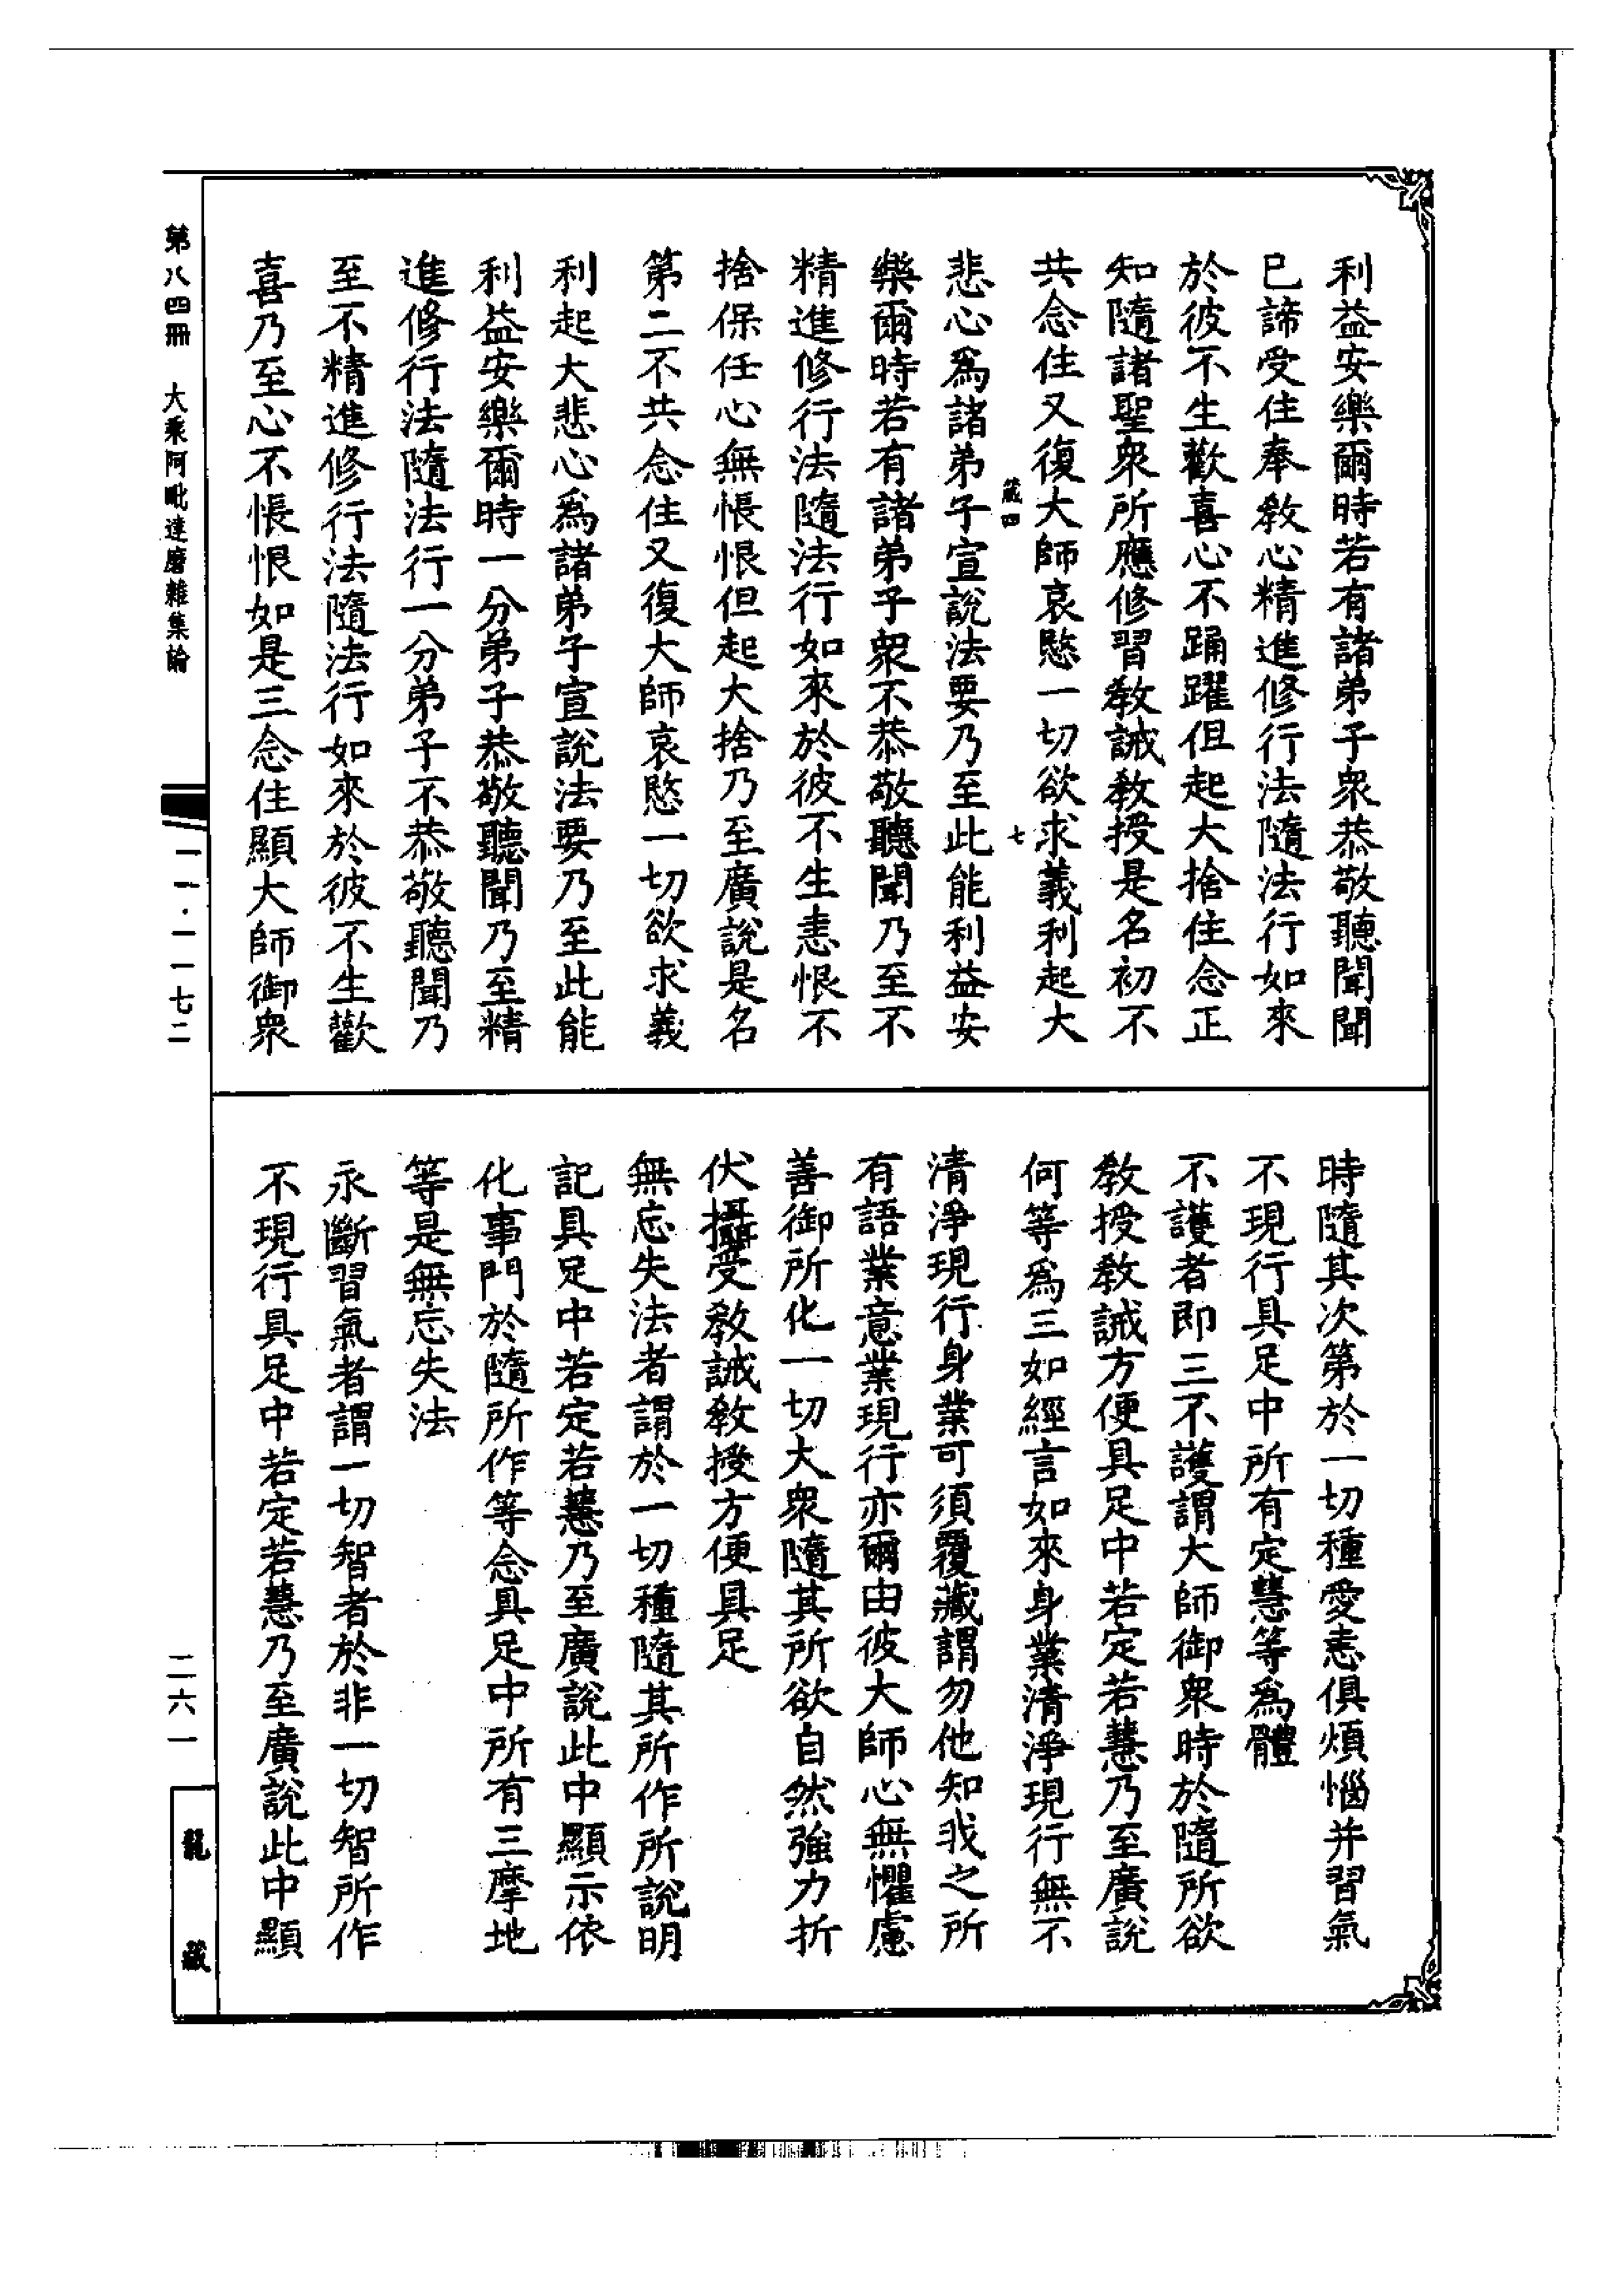 利益安樂爾時若有諸弟子衆恭敬聽聞聞
已諦受住奉教心精進修行法隨法行如來
於彼不生歡喜心不踊躍但起大捨住念正
知隨諸聖衆所應修習教誡教授是名初不
共念住又復大師哀愍一切欲求義利起大
藏四 七
悲心爲諸弟子宣說法要乃至此能利益安
樂爾時若有諸弟子衆不恭敬聽聞乃至不
精進修行法隨法行如來於彼不生恚恨不
捨保任心無悵恨但起大捨乃至廣說是名
第二不共念住又復大師哀愍一切欲求義
利起大悲心爲諸弟子宣說法要乃至此能
利益安樂爾時一分弟子恭敬聽聞乃至精
進修行法隨法行一分弟子不恭敬聽聞乃
至不精進修行法隨法行如來於彼不生歡
喜乃至心不悵恨如是三念住顯大師御衆
時隨其次第於一切種愛恚俱煩惱并習氣
不現行具足中所有定慧等爲體
不護者即三不護謂大師御衆時於隨所欲
教授教誡方便具足中若定若慧乃至廣說
何等爲三如經言如來身業清淨現行無不
清淨現行身業可須覆藏謂勿他知我之所
有語業意業現行亦爾由彼大師心無懼慮
善御所化一切大衆隨其所欲自然強力折
伏攝受教誡教授方便具足
無忘失法者謂於一切種隨其所作所說明
記具足中若定若慧乃至廣說此中顯示依
化事門於隨所作等念具足中所有三摩地
等是無忘失法
永斷習氣者謂一切智者於非一切智所作
不現行具足中若定若慧乃至廣說此中顯
第八四冊 大乘阿毗達磨雜集論
一一·一一七二
二六一
龍藏